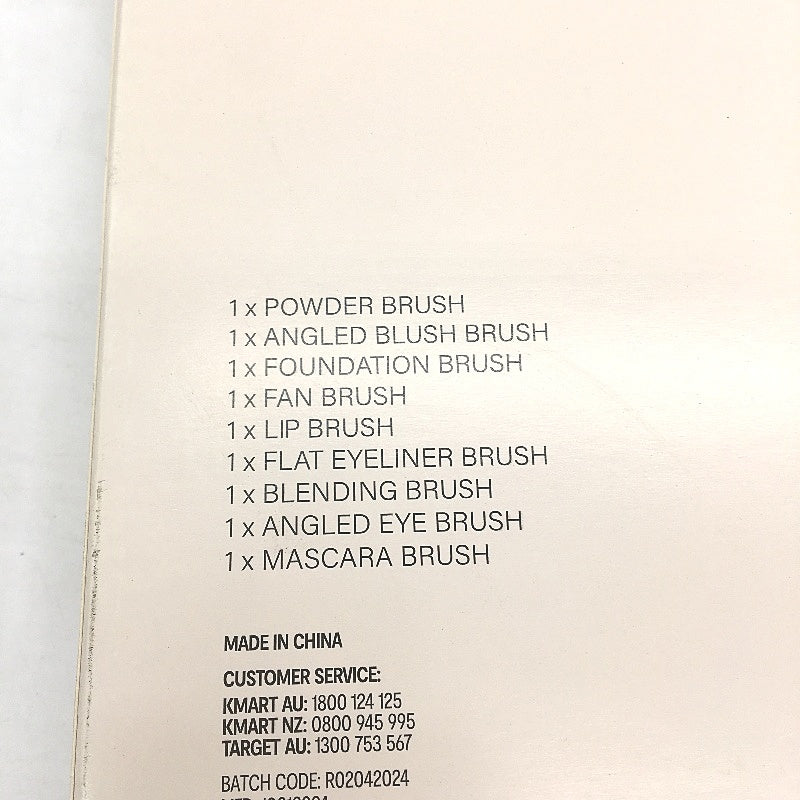 1 x POWDER BRUSH
1 x ANGLED BLUSH BRUSH
1 x FOUNDATION BRUSH
1 x FAN BRUSH
1 x LIP BRUSH
1 x FLAT EYELINER BRUSH
1 x BLENDING BRUSH
1 x ANGLED EYE BRUSH
1 x MASCARA BRUSH
MADE IN CHINA
CUSTOMER SERVICE:
KMART AU: 1800 124 125
KMART NZ: 0800 945 995
TARGET AU: 1300 753 567
BATCH CODE: R02042024